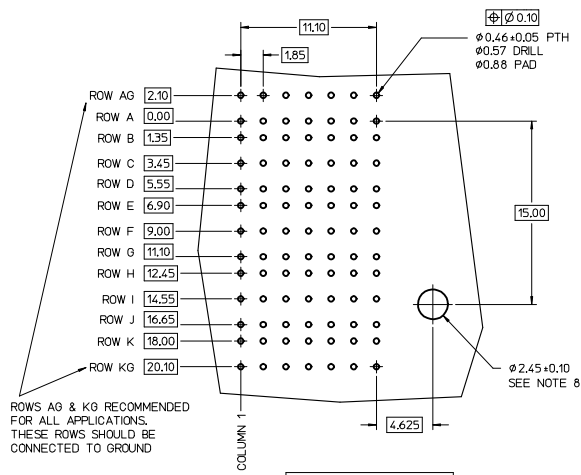 ⌖ ⌀0.10
11.10
⌀0.46±0.05 PTH
⌀0.57 DRILL
⌀0.88 PAD
1.85
ROW AG 2.10
ROW A 0.00
ROW B 1.35
ROW C 3.45
ROW D 5.55
ROW E 6.90
ROW F 9.00
ROW G 11.10
ROW H 12.45
ROW I 14.55
ROW J 16.65
ROW K 18.00
ROW KG 20.10
15.00
⌀2.45±0.10
SEE NOTE 8
4.625
ROWS AG & KG RECOMMENDED
FOR ALL APPLICATIONS.
THESE ROWS SHOULD BE
CONNECTED TO GROUND
COLUMN 1